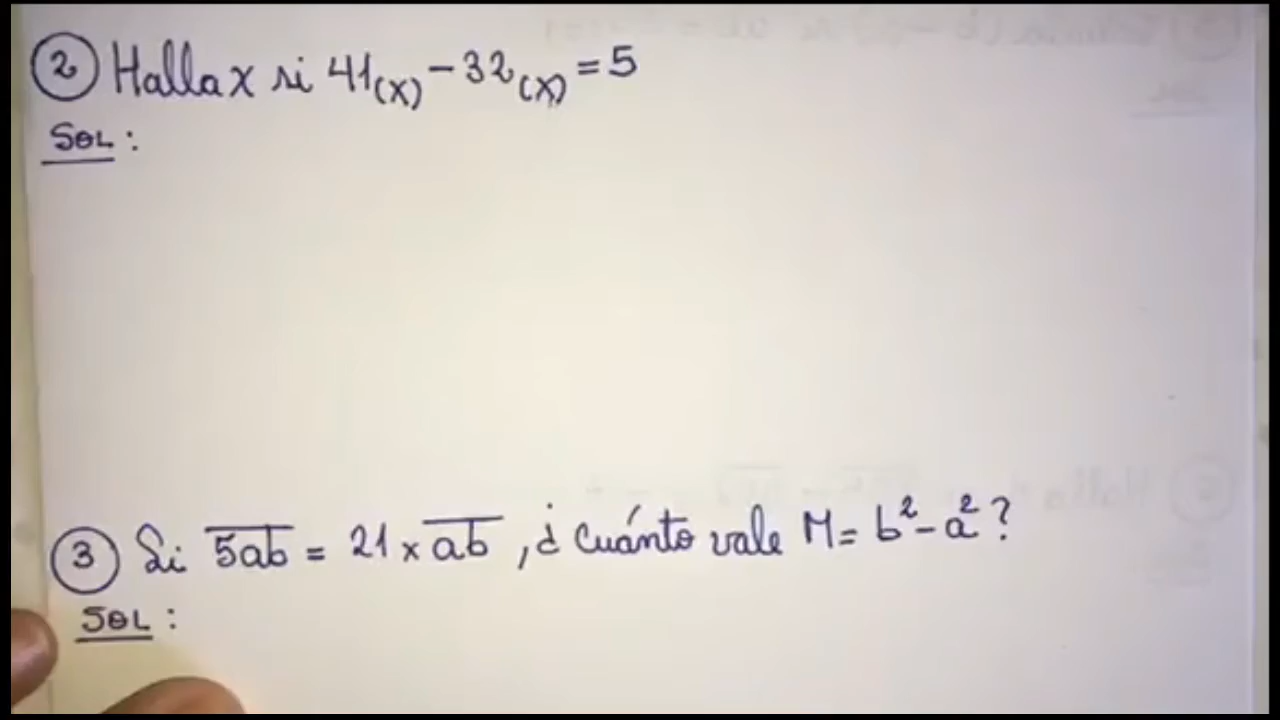 2 Halla x si 41(x) - 32(x) = 5
SOL:
3 Si 5ab = 21 x ab, ¿cuánto vale M = b² - a²?
SOL: